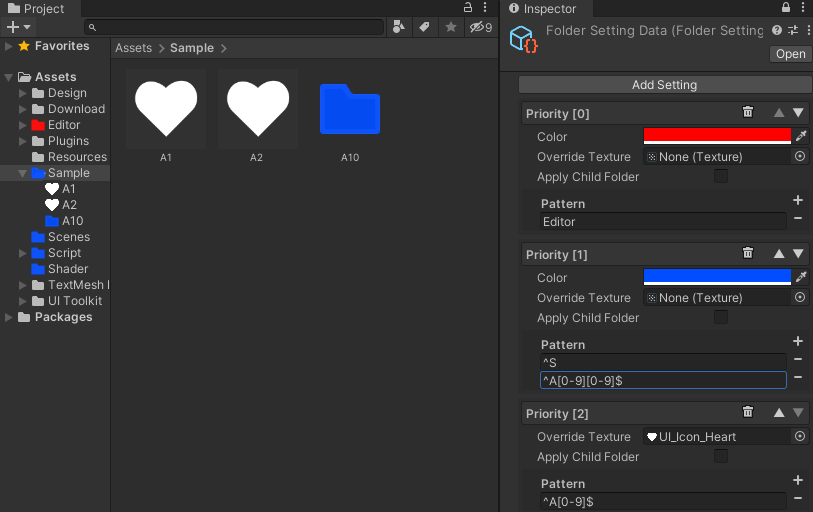 Project
9
Favorites
Assets
Design
Download
Editor
Plugins
Resources
Sample
A1
A2
A10
Scenes
Script
Shader
TextMesh
UI Toolkit
Packages
Assets > Sample >
A1
A2
A10
Inspector
Folder Setting Data (Folder Setting
Open
Add Setting
Priority [0]
Color
Override Texture
None (Texture)
Apply Child Folder
Pattern
Editor
Priority [1]
Color
Override Texture
None (Texture)
Apply Child Folder
Pattern
^S
^A[0-9][0-9]$
Priority [2]
Override Texture
UI_Icon_Heart
Apply Child Folder
Pattern
^A[0-9]$